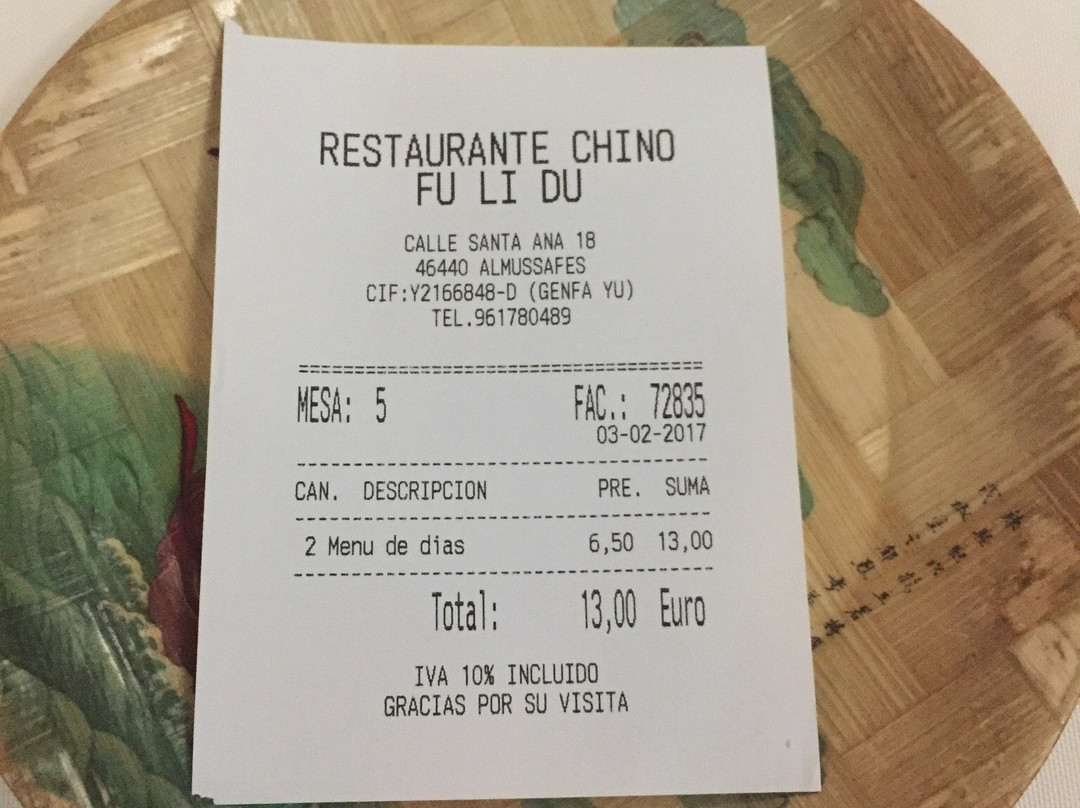 RESTAURANTE CHINO
FU LI DU
CALLE SANTA ANA 18
46440 ALMUSSAFES
CIF:Y2166848-D (GENFA YU)
TEL.961780489
================================================
MESA: 5 FAC.: 72835
03-02-2017
CAN. DESCRIPCION PRE. SUMA
2 Menu de dias 6,50 13,00
Total: 13,00 Euro
IVA 10% INCLUIDO
GRACIAS POR SU VISITA